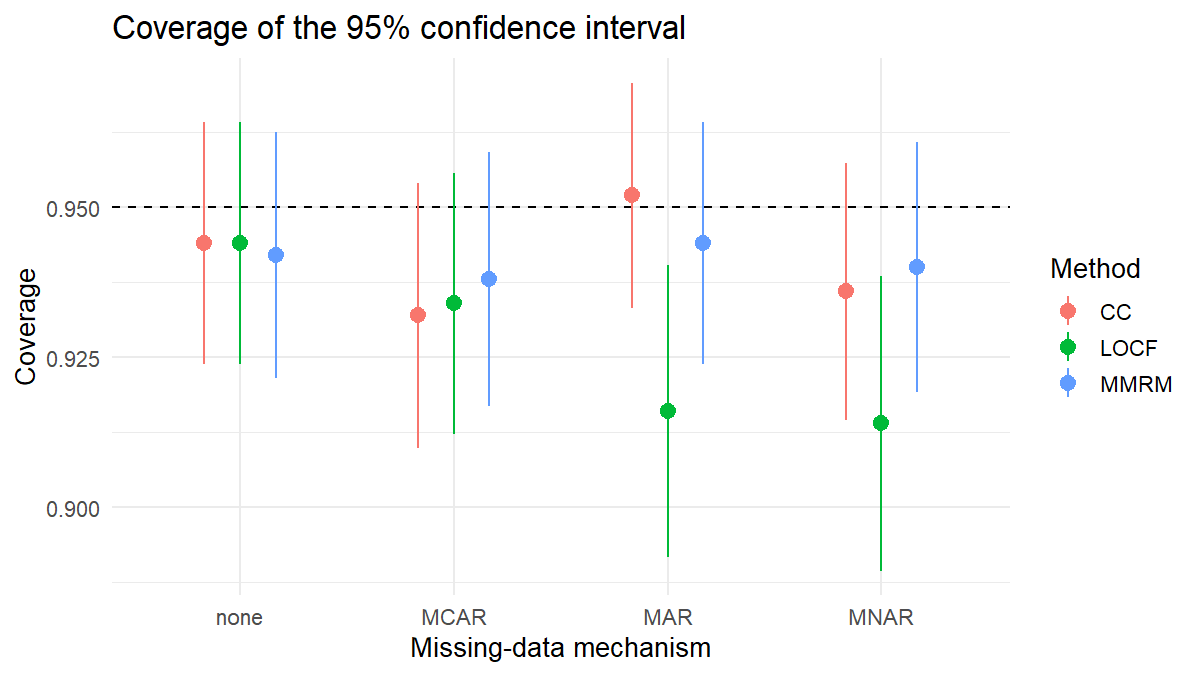 Coverage of the 95% confidence interval
Coverage
0.950
0.925
0.900
none MCAR MAR MNAR
Missing-data mechanism
Method
CC
LOCF
MMRM